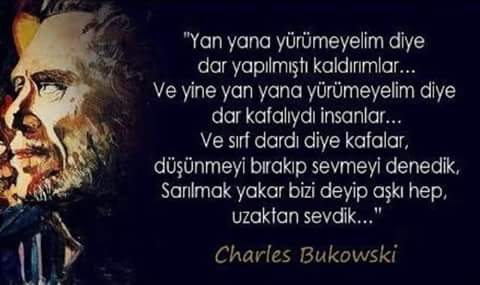 "Yan yana yürümeyelim diye
dar yapılmıştı kaldırımlar...
Ve yine yan yana yürümeyelim diye
dar kafalıydı insanlar...
Ve sırf dardı diye kafalar,
düşünmeyi bırakıp sevmeyi denedik,
Sarılmak yakar bizi deyip aşkı hep,
uzaktan sevdik..."
Charles Bukowski